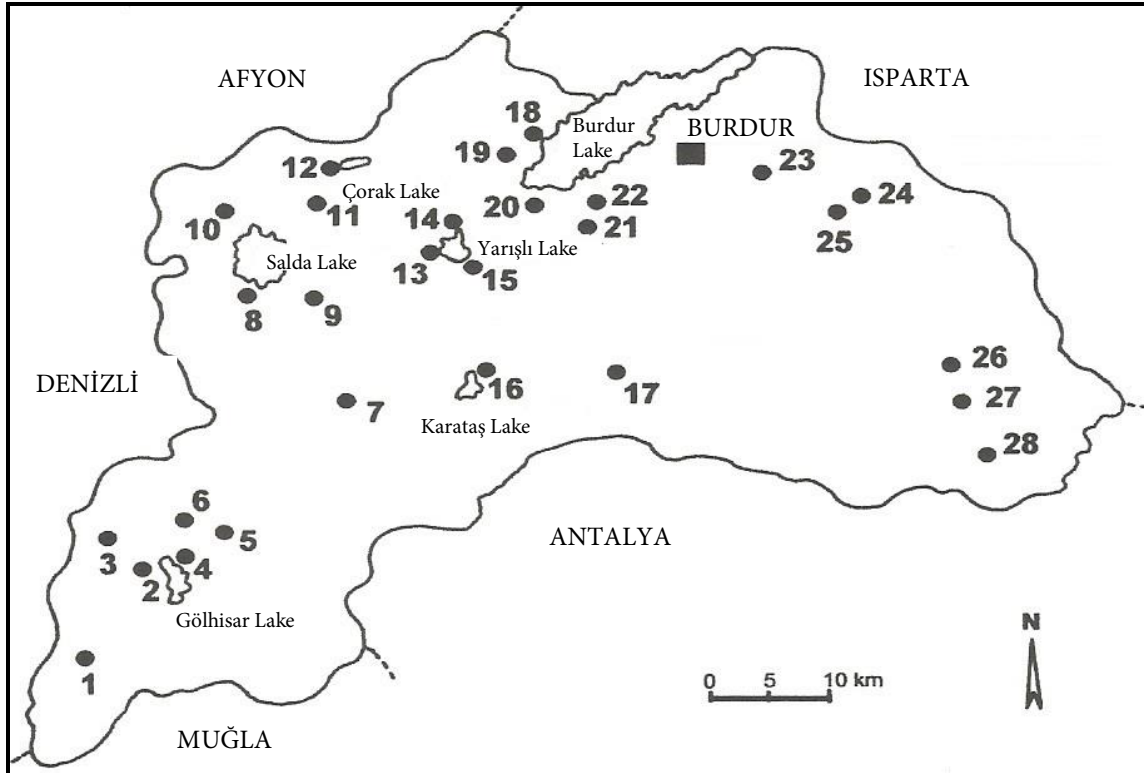 AFYON
ISPARTA
18
Burdur
Lake
BURDUR
19
12
23
Çorak Lake
24
10
11
14
20
22
21
25
Salda Lake
Yarışlı Lake
13
15
8
9
DENİZLİ
26
16
17
7
27
Karataş Lake
28
6
5
3
4
2
ANTALYA
Gölhisar Lake
N
1
0 5 10 km
MUĞLA